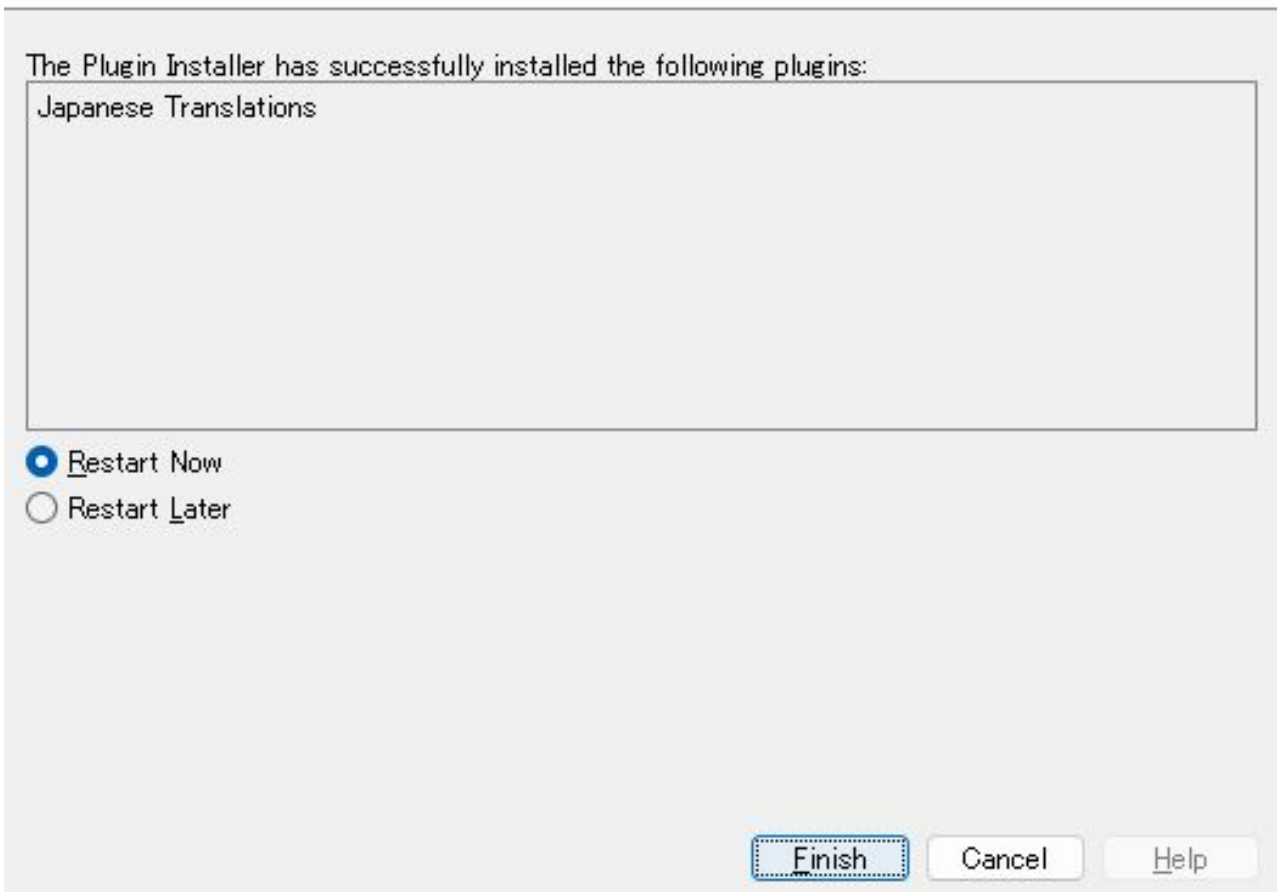 The Plugin Installer has successfully installed the following plugins:
Japanese Translations
Restart Now
Restart Later
Finish
Cancel
Help